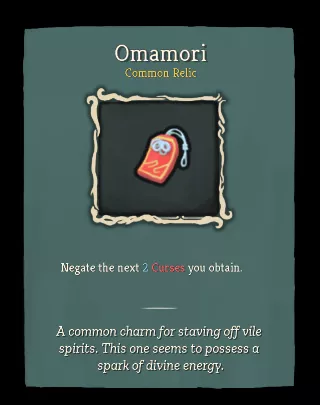 Omamori
Common Relic
Negate the next 2 Curses you obtain.
A common charm for staving off vile
spirits. This one seems to possess a
spark of divine energy.